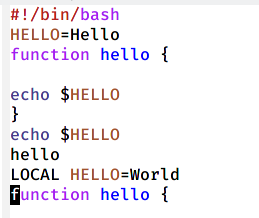 #!/bin/bash
HELLO=Hello
function hello {
echo $HELLO
}
echo $HELLO
hello
LOCAL HELLO=World
function hello {